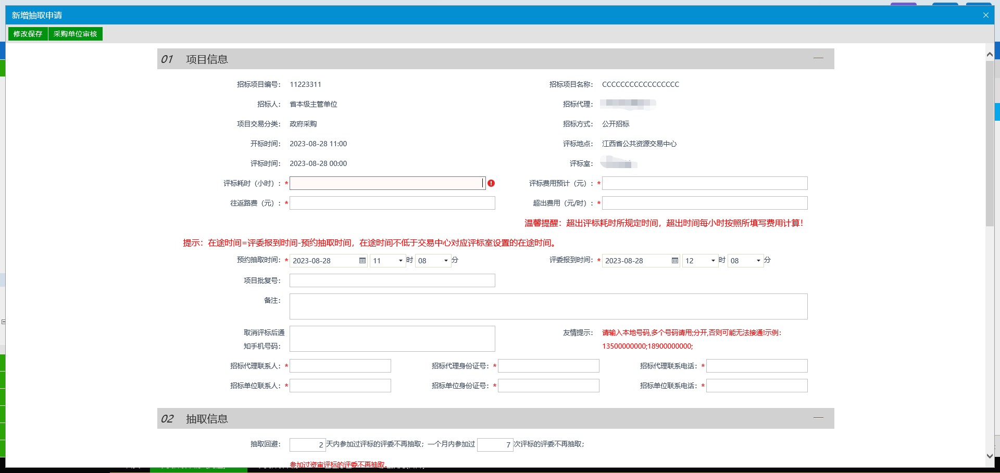 新增抽取申请
修改保存 采购单位审核
01 项目信息
招标项目编号： 11223311 招标项目名称： CCCCCCCCCCCCCCCCC
招标人： 省本级主管单位 招标代理：
项目交易分类： 政府采购 招标方式： 公开招标
开标时间： 2023-08-28 11:00 评标地点： 江西省公共资源交易中心
评标时间： 2023-08-28 00:00 评标室：
评标耗时（小时）：* 评标费用预计（元）：*
往返路费（元）：* 超出费用（元/时）：*
温馨提醒：超出评标耗时所规定时间，超出时间每小时按照所填写费用计算！
提示：在途时间=评委报到时间-预约抽取时间，在途时间不低于交易中心对应评标室设置的在途时间。
预约抽取时间：* 2023-08-28 11 时 08 分 评委报到时间：* 2023-08-28 12 时 08 分
项目批复号：
备注：
取消评标后通 友情提示： 请输入本地号码,多个号码请用;分开,否则可能无法接通!示例：
知手机号码： 13500000000;18900000000;
招标代理联系人：* 招标代理身份证号：* 招标代理联系电话：*
招标单位联系人：* 招标单位身份证号：* 招标单位联系电话：*
02 抽取信息
抽取回避： 2 天内参加过评标的评委不再抽取；一个月内参加过 7 次评标的评委不再抽取；
参加过资审评标的评委不再抽取。